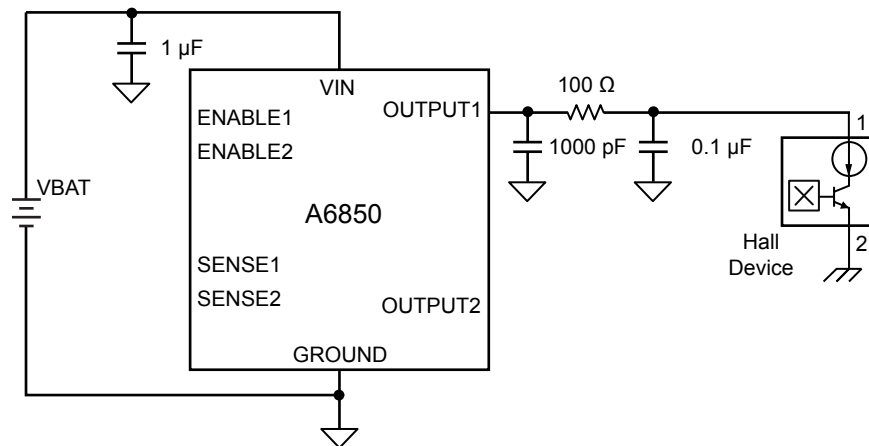 1 µF
VIN
100 Ω
ENABLE1
OUTPUT1
ENABLE2
1000 pF
0.1 µF
1
VBAT
A6850
2
Hall
Device
SENSE1
SENSE2
OUTPUT2
GROUND